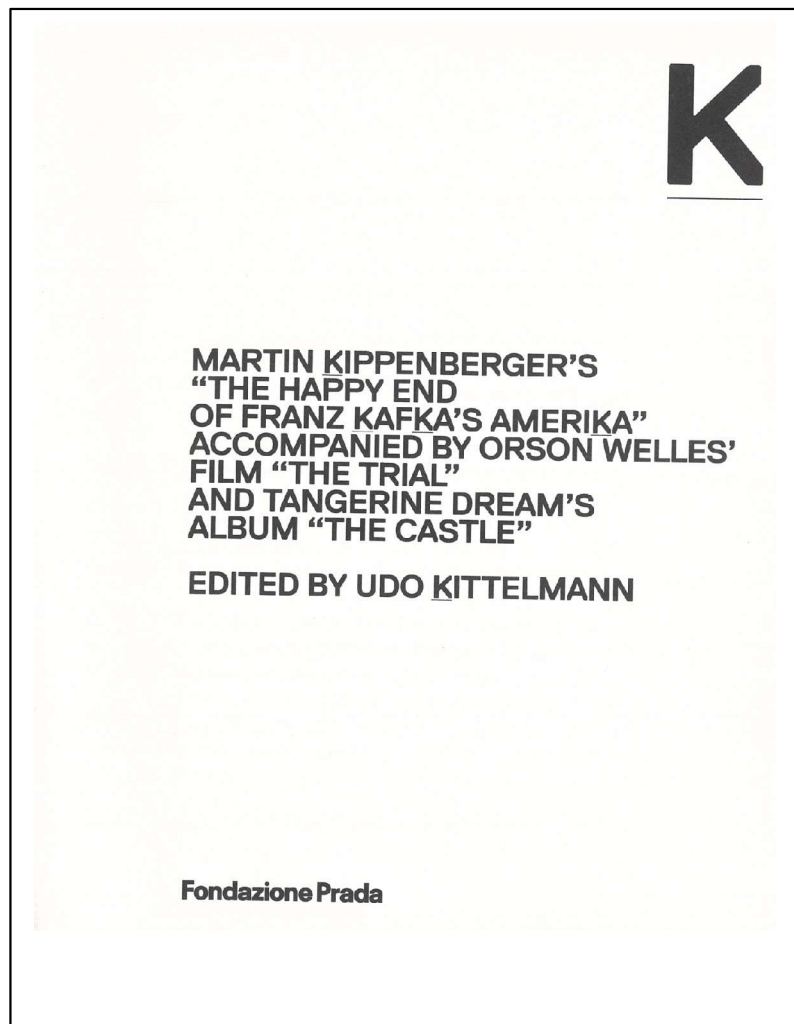 K
MARTIN KIPPENBERGER’S
“THE HAPPY END
OF FRANZ KAFKA’S AMERIKA”
ACCOMPANIED BY ORSON WELLES’
FILM “THE TRIAL”
AND TANGERINE DREAM’S
ALBUM “THE CASTLE”
EDITED BY UDO KITTELMANN
Fondazione Prada